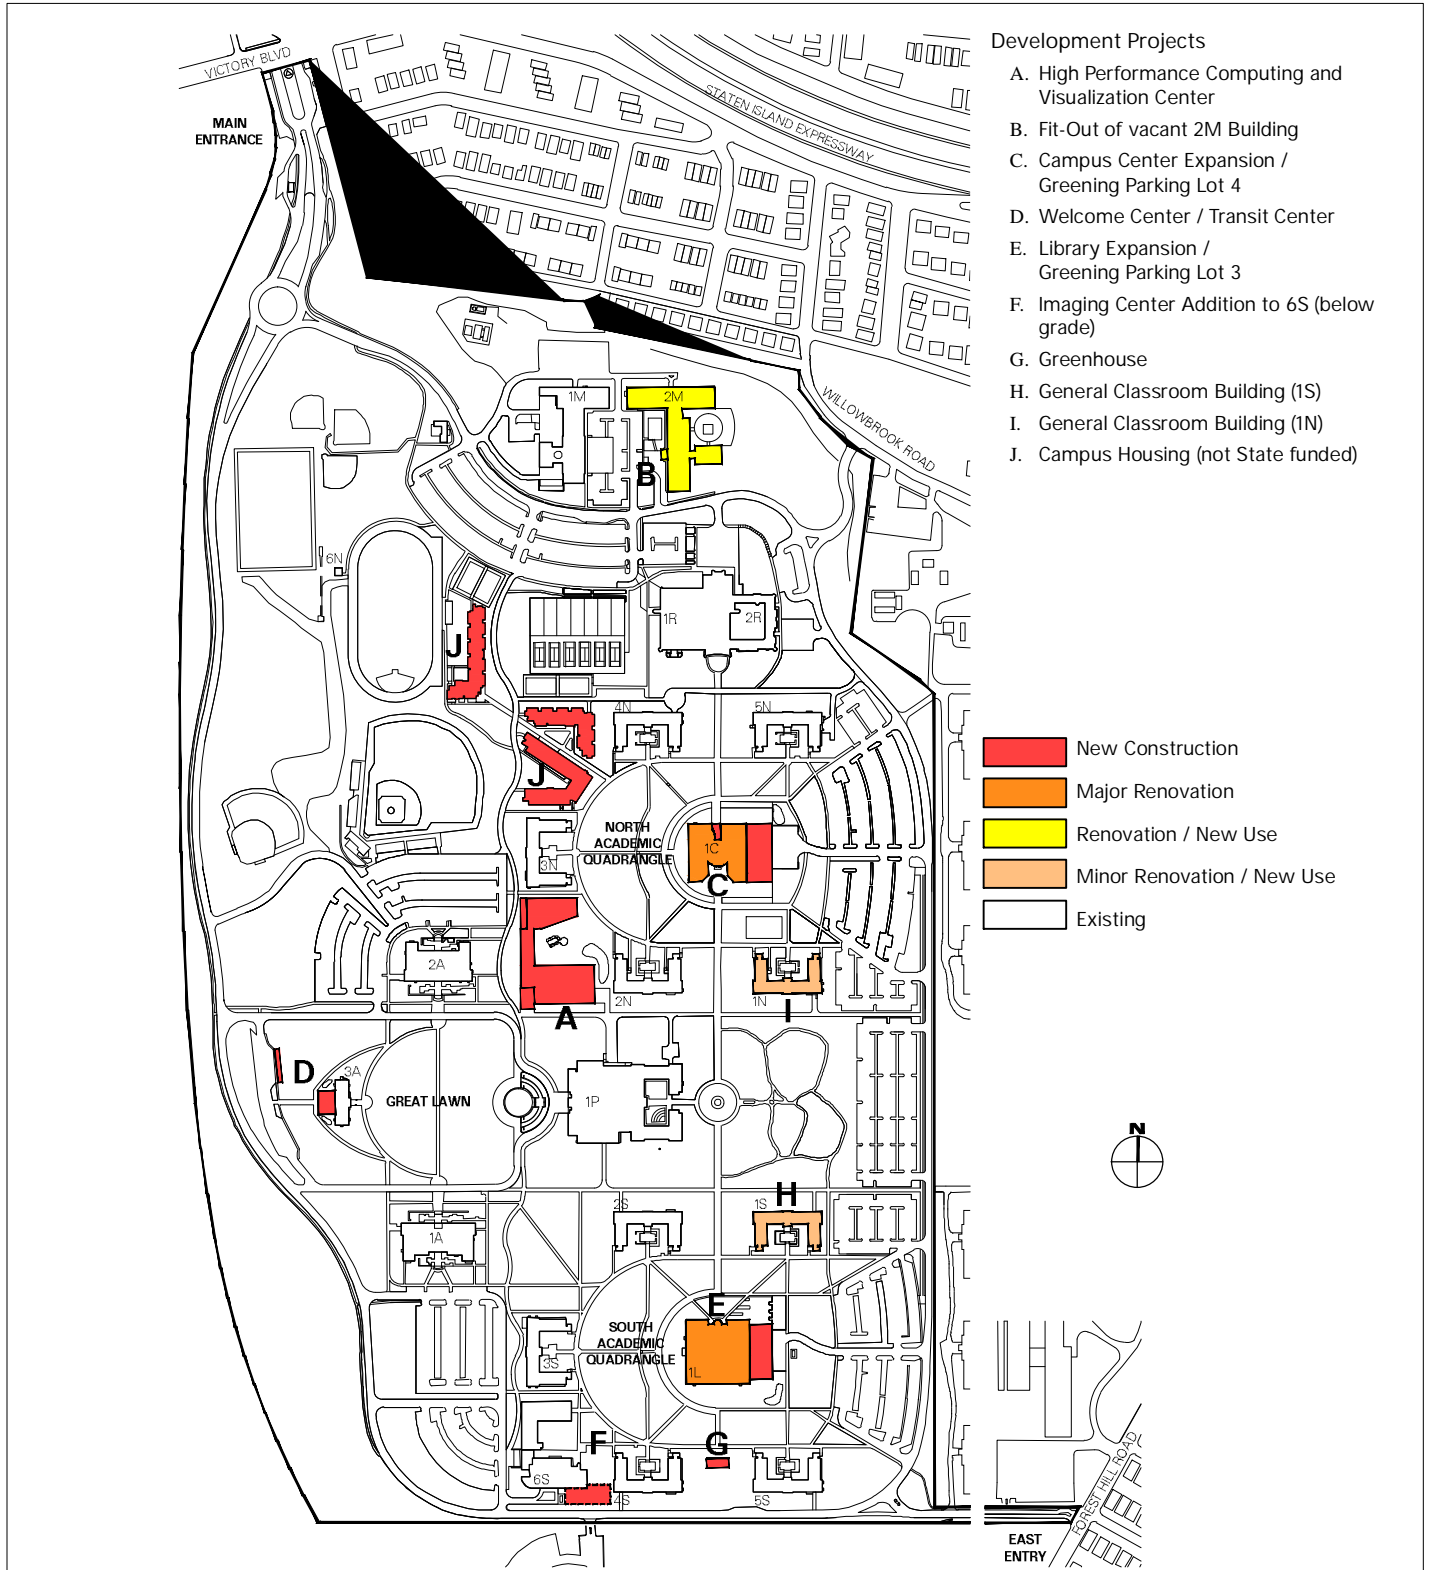 Development Projects
A. High Performance Computing and
Visualization Center
B. Fit-Out of vacant 2M Building
C. Campus Center Expansion /
Greening Parking Lot 4
D. Welcome Center / Transit Center
E. Library Expansion /
Greening Parking Lot 3
F. Imaging Center Addition to 6S (below
grade)
G. Greenhouse
H. General Classroom Building (1S)
I. General Classroom Building (1N)
J. Campus Housing (not State funded)
VICTORY BLVD
MAIN
ENTRANCE
STATEN ISLAND EXPRESSWAY
WILLOWBROOK ROAD
1M
2M
B
6N
1R
2R
J
4N
5N
J
NORTH
ACADEMIC
QUADRANGLE
3N
1C
C
2A
2N
1N
A
I
D
3A
GREAT LAWN
1P
N
H
2S
1S
1A
E
SOUTH
ACADEMIC
QUADRANGLE
3S
1L
F
G
6S
4S
5S
FOREST HILL ROAD
EAST
ENTRY
New Construction
Major Renovation
Renovation / New Use
Minor Renovation / New Use
Existing